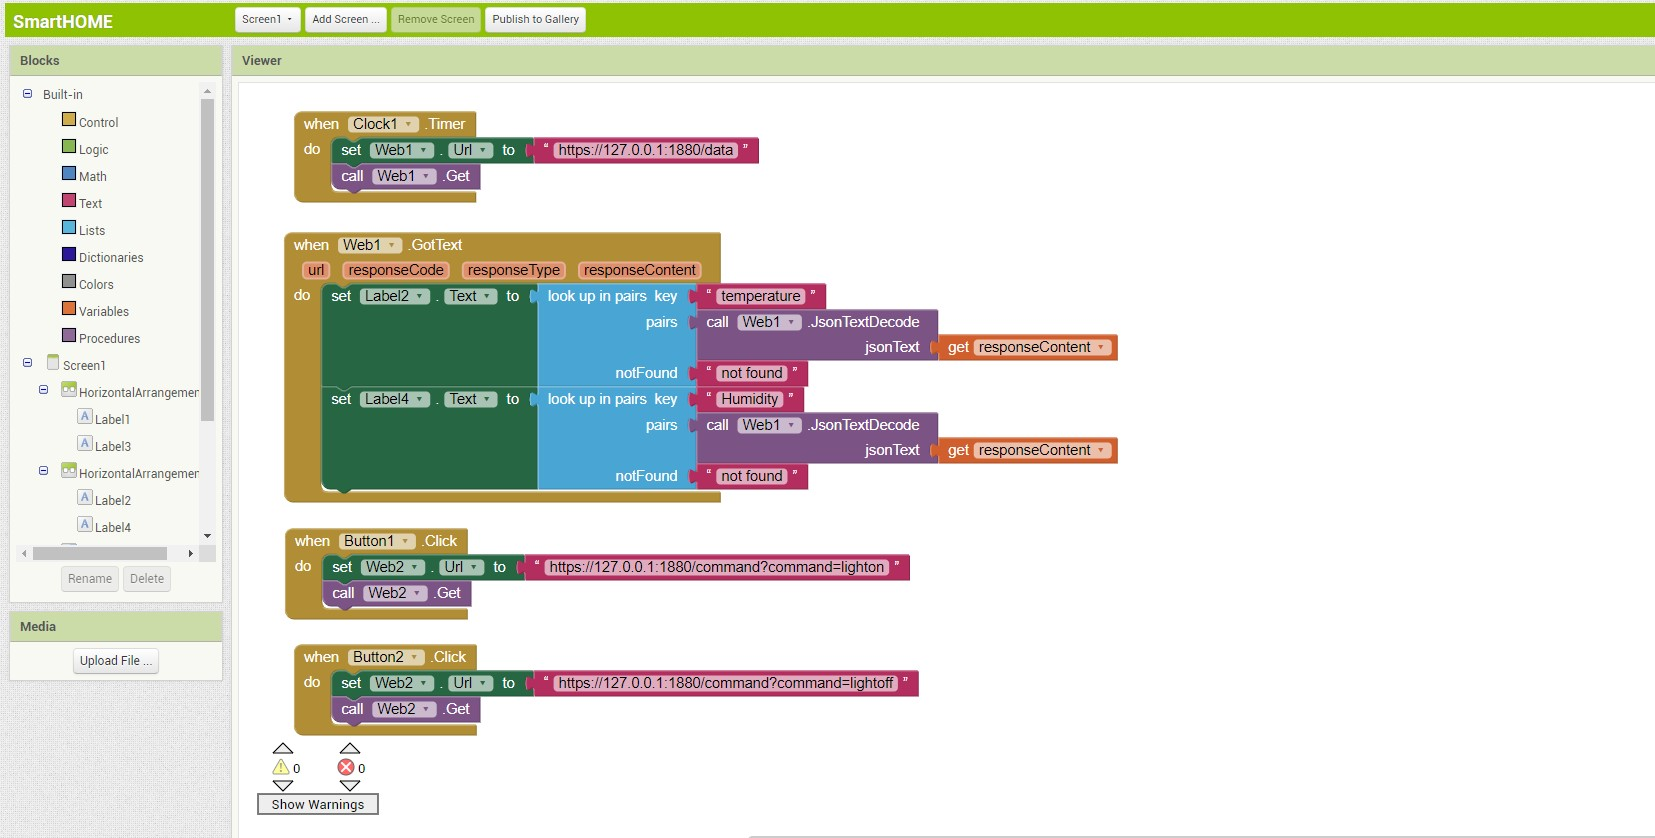 SmartHOME
Screen1 Add Screen ... Remove Screen Publish to Gallery
Blocks
Viewer
Built-in
Control
Logic
Math
Text
Lists
Dictionaries
Colors
Variables
Procedures
Screen1
HorizontalArrangemen
Label1
Label3
HorizontalArrangemen
Label2
Label4
Rename Delete
Media
Upload File ...
when Clock1 .Timer
do set Web1 . Url to “ https://127.0.0.1:1880/data ”
call Web1 .Get
when Web1 .GotText
url responseCode responseType responseContent
do set Label2 . Text to look up in pairs key “ temperature ”
pairs call Web1 .JsonTextDecode
jsonText get responseContent
notFound “ not found ”
set Label4 . Text to look up in pairs key “ Humidity ”
pairs call Web1 .JsonTextDecode
jsonText get responseContent
notFound “ not found ”
when Button1 .Click
do set Web2 . Url to “ https://127.0.0.1:1880/command?command=lighton ”
call Web2 .Get
when Button2 .Click
do set Web2 . Url to “ https://127.0.0.1:1880/command?command=lightoff ”
call Web2 .Get
0 0
Show Warnings